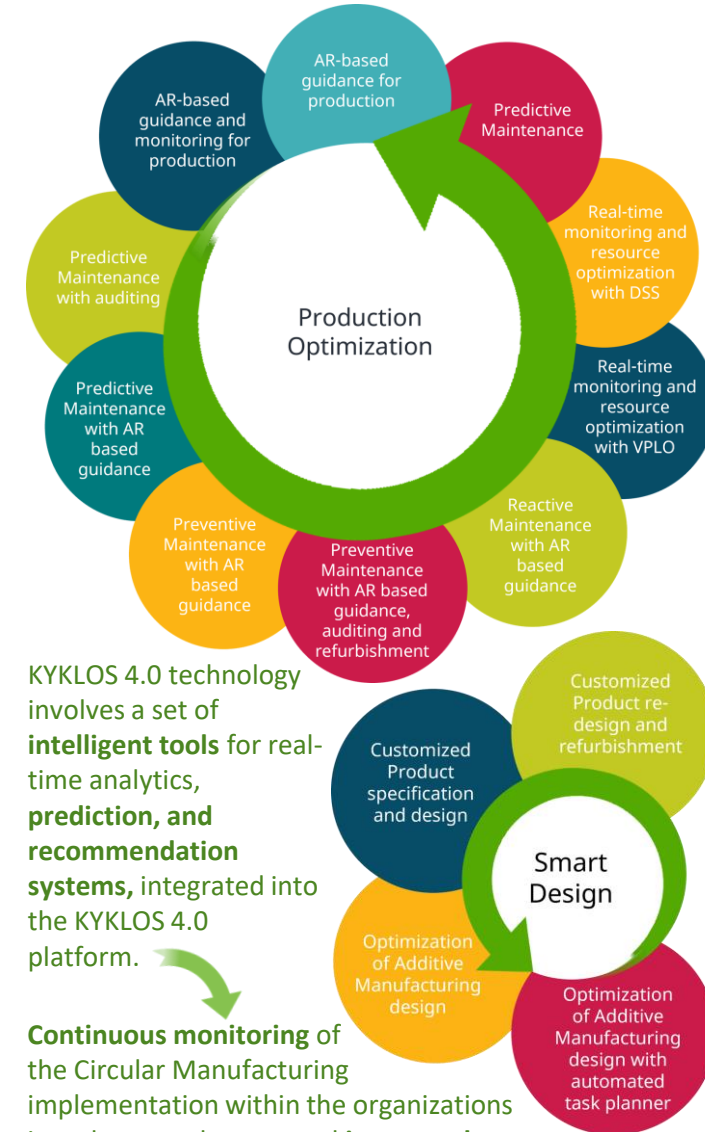 AR-based
guidance for
production
Predictive
Maintenance
Real-time
monitoring and
resource
optimization
with DSS
Real-time
monitoring and
resource
optimization
with VPLO
Reactive
Maintenance
with AR
based
guidance
Preventive
Maintenance
with AR based
guidance,
auditing and
refurbishment
Preventive
Maintenance
with AR
based
guidance
Predictive
Maintenance
with AR
based
guidance
Predictive
Maintenance
with auditing
AR-based
guidance and
monitoring for
production
Production
Optimization
KYKLOS 4.0 technology
involves a set of
intelligent tools for real-
time analytics,
prediction, and
recommendation
systems, integrated into
the KYKLOS 4.0
platform.
Customized
Product re-
design and
refurbishment
Customized
Product
specification
and design
Smart
Design
Optimization
of Additive
Manufacturing
design
Optimization
of Additive
Manufacturing
design with
automated
task planner
Continuous monitoring of
the Circular Manufacturing
implementation within the organizations